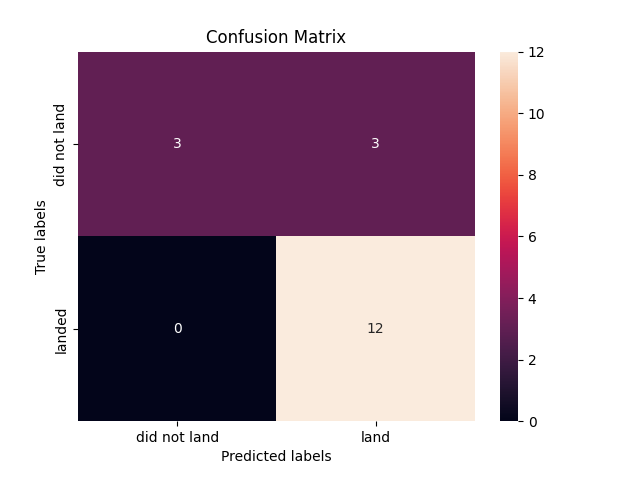 Confusion Matrix
True labels
did not land
landed
3 3
0 12
did not land land
Predicted labels
12
10
8
6
4
2
0